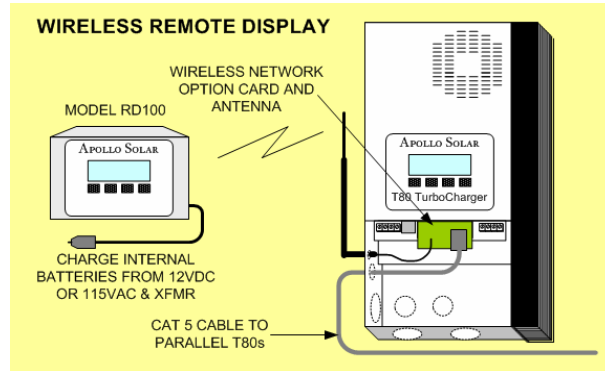 WIRELESS REMOTE DISPLAY
WIRELESS NETWORK
OPTION CARD AND
ANTENNA
MODEL RD100
APOLLO SOLAR
CHARGE INTERNAL
BATTERIES FROM 12VDC
OR 115VAC & XFMR
APOLLO SOLAR
T80 TurboCharger
CAT 5 CABLE TO
PARALLEL T80s